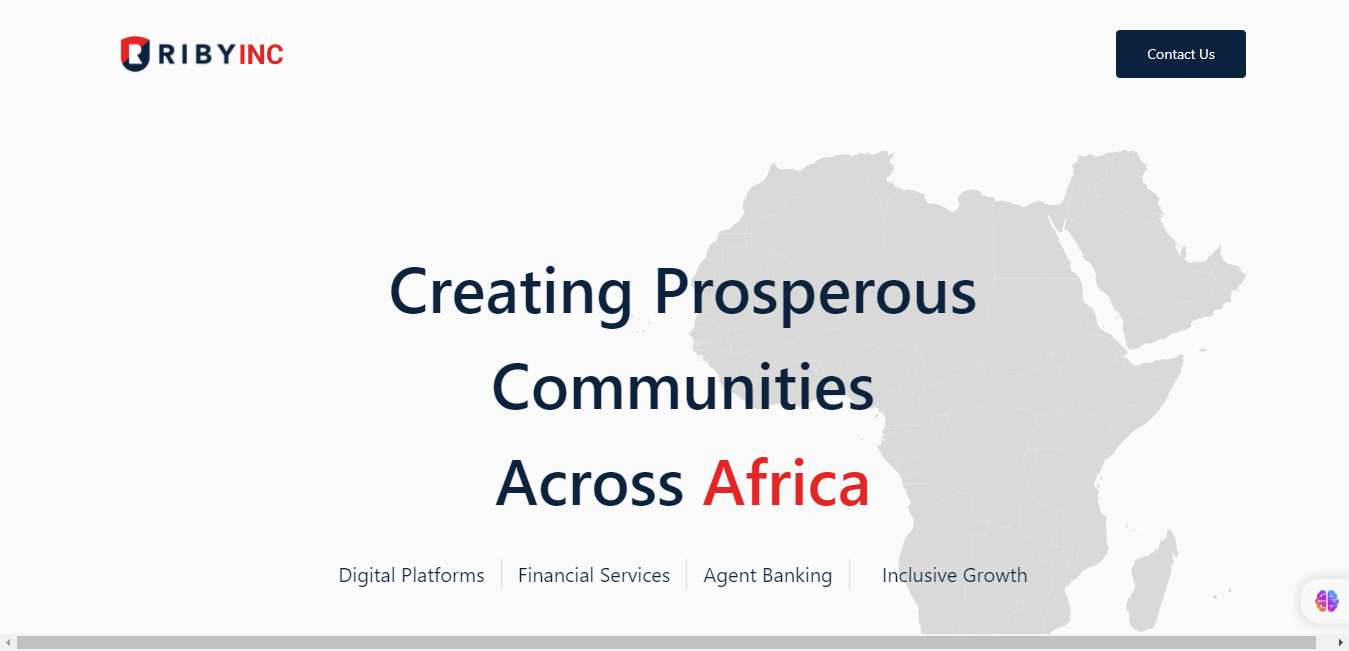 RIBYINC
Contact Us
Creating Prosperous
Communities
Across Africa
Digital Platforms
Financial Services
Agent Banking
Inclusive Growth